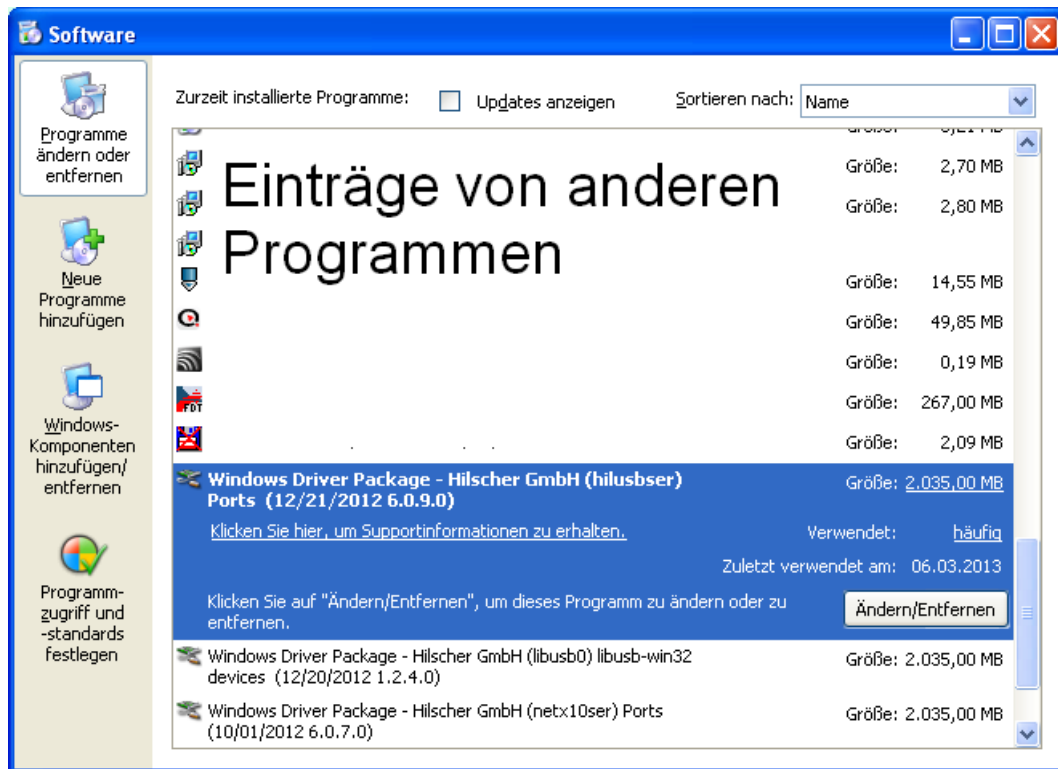 Software
Zurzeit installierte Programme:
Updates anzeigen
Sortieren nach:
Name
Programme
ändern oder
entfernen
Neue
Programme
hinzufügen
Windows-
Komponenten
hinzufügen/
entfernen
Programm-
zugriff und
-standards
festlegen
Einträge von anderen
Programmen
Größe: 2,70 MB
Größe: 2,80 MB
Größe: 14,55 MB
Größe: 49,85 MB
Größe: 0,19 MB
FDT
Größe: 267,00 MB
Größe: 2,09 MB
Windows Driver Package - Hilscher GmbH (hilusbser)
Ports (12/21/2012 6.0.9.0)
Größe: 2.035,00 MB
Klicken Sie hier, um Supportinformationen zu erhalten.
Verwendet: häufig
Zuletzt verwendet am: 06.03.2013
Klicken Sie auf "Ändern/Entfernen", um dieses Programm zu ändern oder zu
entfernen.
Ändern/Entfernen
Windows Driver Package - Hilscher GmbH (libusb0) libusb-win32
devices (12/20/2012 1.2.4.0)
Größe: 2.035,00 MB
Windows Driver Package - Hilscher GmbH (netx10ser) Ports
(10/01/2012 6.0.7.0)
Größe: 2.035,00 MB